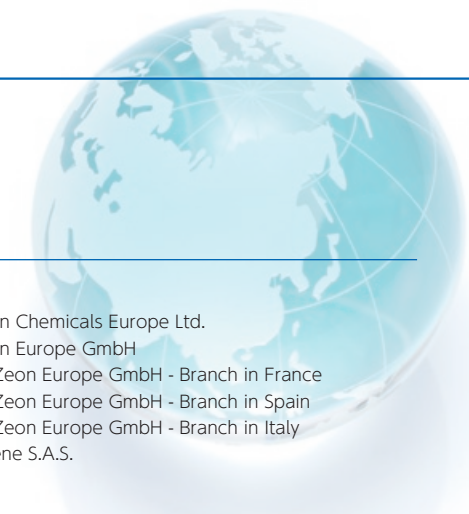 n Chemicals Europe Ltd.
n Europe GmbH
Zeon Europe GmbH - Branch in France
Zeon Europe GmbH - Branch in Spain
Zeon Europe GmbH - Branch in Italy
ene S.A.S.